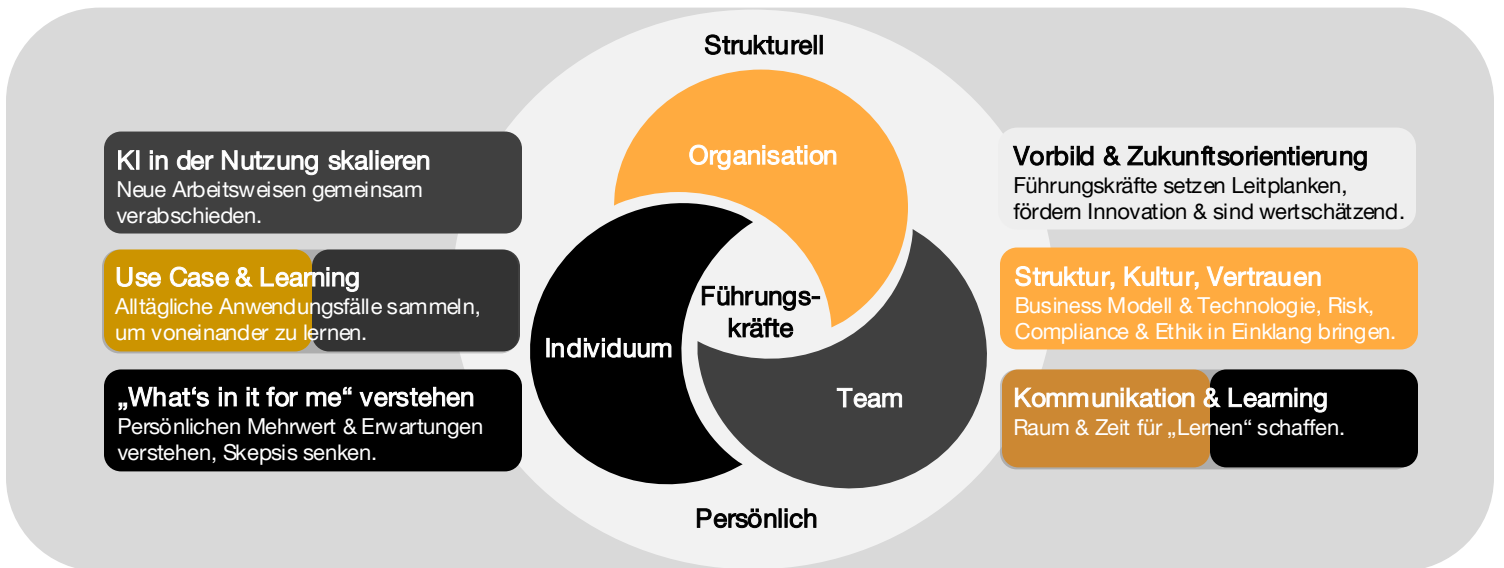 Strukturell
KI in der Nutzung skalieren
Neue Arbeitsweisen gemeinsam
verabschieden.
Use Case & Learning
Alltägliche Anwendungsfälle sammeln,
um voneinander zu lernen.
„What‘s in it for me“ verstehen
Persönlichen Mehrwert & Erwartungen
verstehen, Skepsis senken.
Organisation
Führungs-
kräfte
Individuum
Team
Persönlich
Vorbild & Zukunftsorientierung
Führungskräfte setzen Leitplanken,
fördern Innovation & sind wertschätzend.
Struktur, Kultur, Vertrauen
Business Modell & Technologie, Risk,
Compliance & Ethik in Einklang bringen.
Kommunikation & Learning
Raum & Zeit für „Lernen“ schaffen.